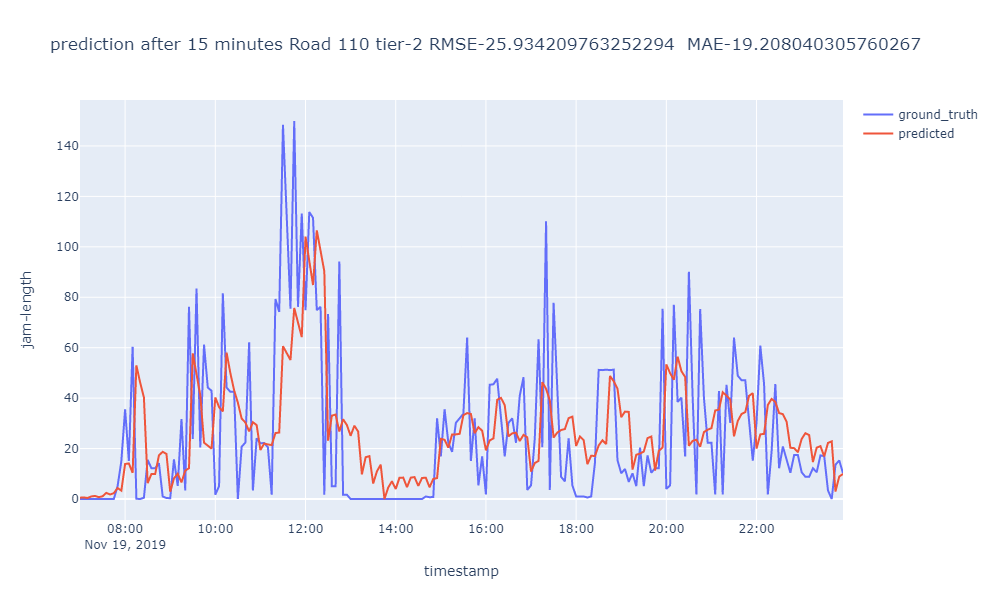 prediction after 15 minutes Road 110 tier-2 RMSE-25.934209763252294  MAE-19.208040305760267
ground_truth
predicted
140
120
100
80
60
40
20
0
jam-length
08:00 10:00 12:00 14:00 16:00 18:00 20:00 22:00
Nov 19, 2019
timestamp